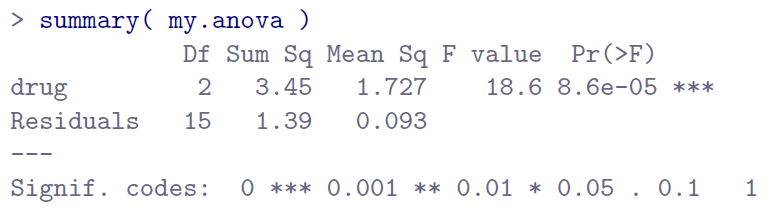 > summary( my.anova )
Df Sum Sq Mean Sq F value Pr(>F)
drug 2 3.45 1.727 18.6 8.6e-05 ***
Residuals 15 1.39 0.093
---
Signif. codes: 0 *** 0.001 ** 0.01 * 0.05 . 0.1 1